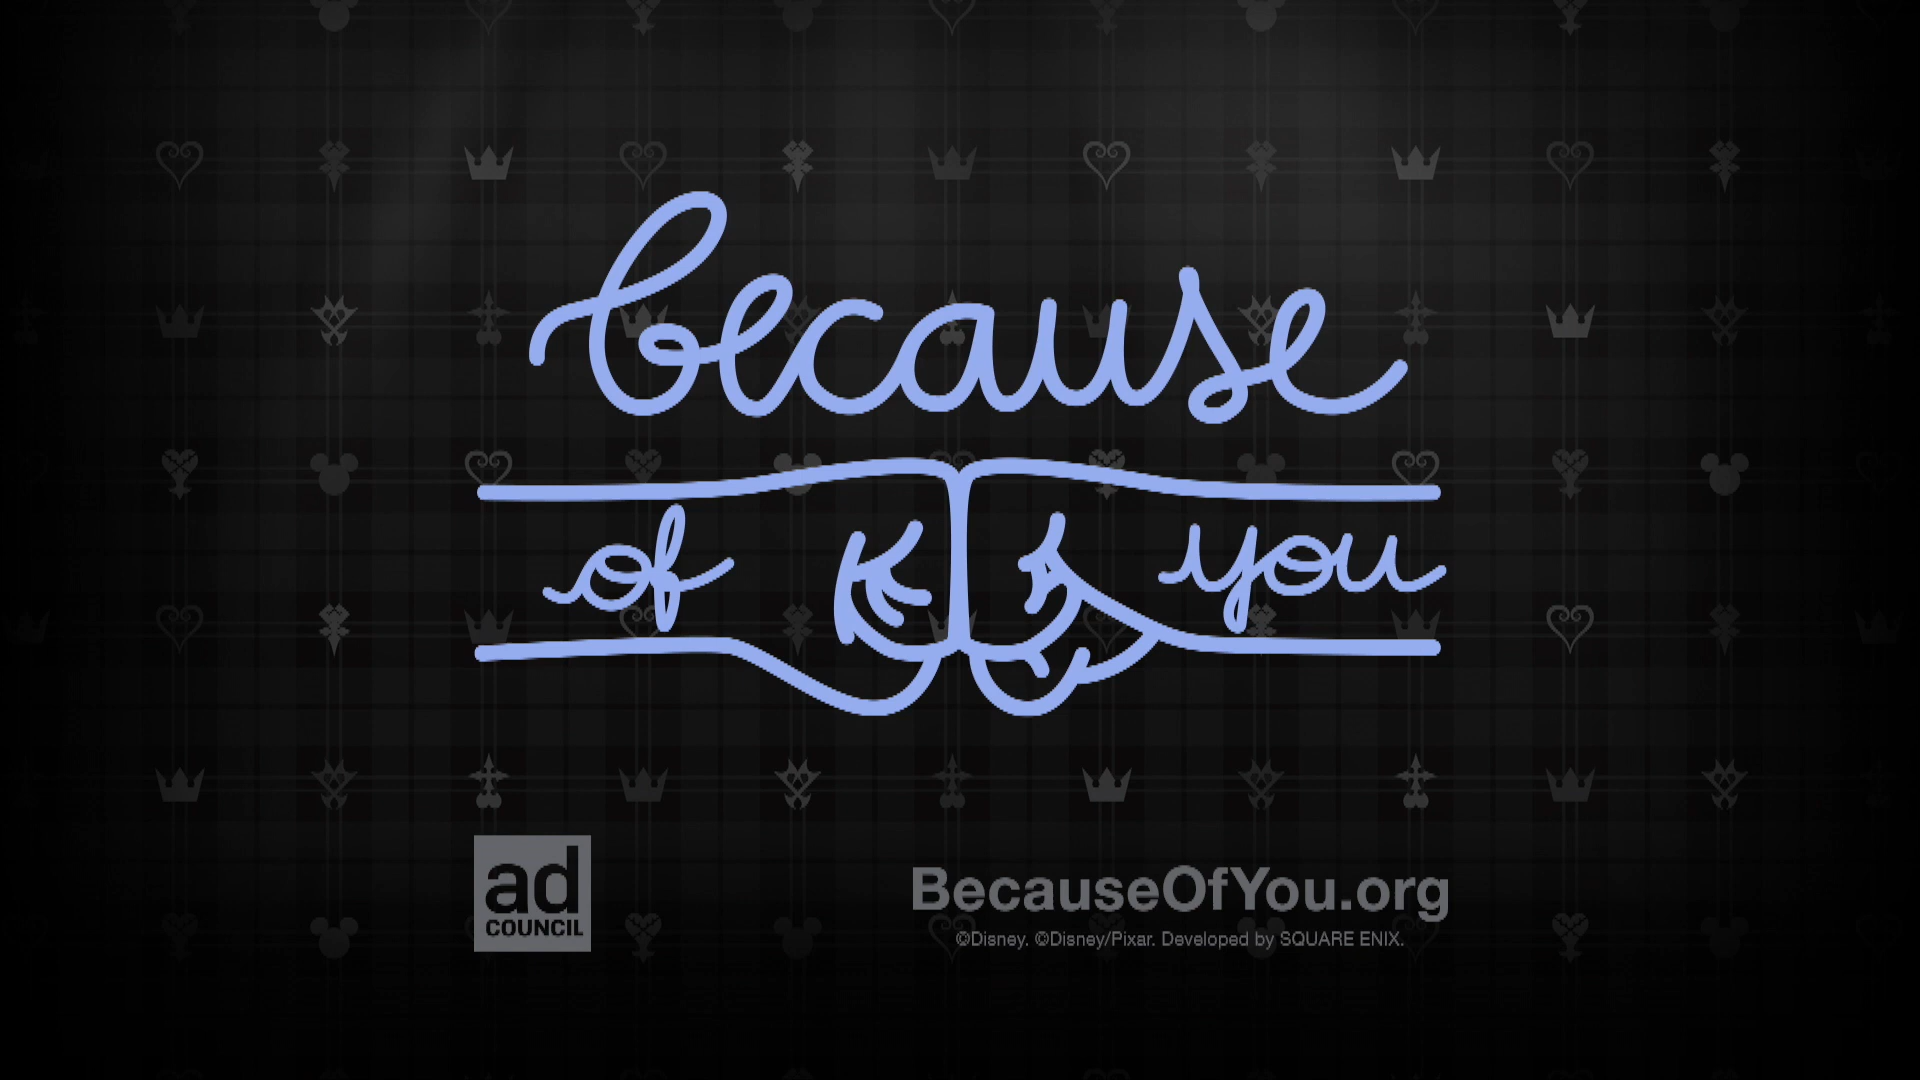 because
of you
ad
COUNCIL
BecauseOfYou.org
©Disney. ©Disney/Pixar. Developed by SQUARE ENIX.